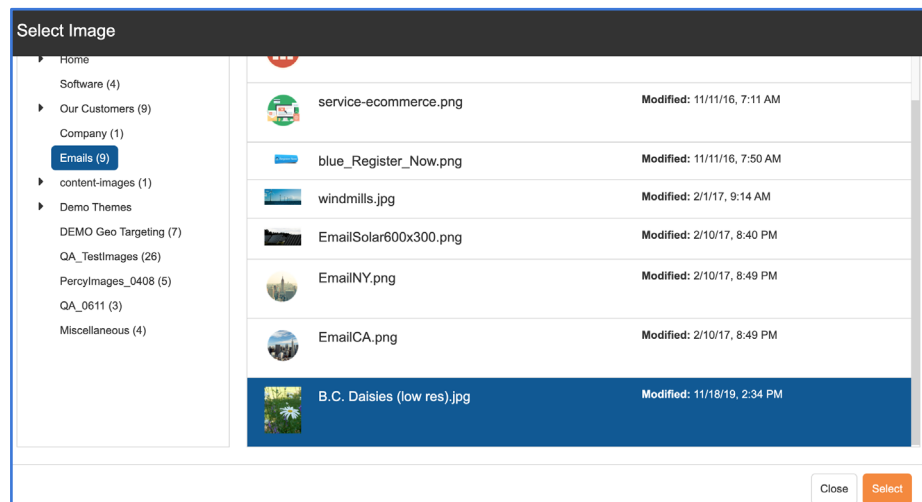 Select Image
Home
Software (4)
Our Customers (9)
Company (1)
Emails (9)
content-images (1)
Demo Themes
DEMO Geo Targeting (7)
QA_TestImages (26)
PercyImages_0408 (5)
QA_0611 (3)
Miscellaneous (4)
service-ecommerce.png Modified: 11/11/16, 7:11 AM
blue_Register_Now.png Modified: 11/11/16, 7:50 AM
windmills.jpg Modified: 2/1/17, 9:14 AM
EmailSolar600x300.png Modified: 2/10/17, 8:40 PM
EmailNY.png Modified: 2/10/17, 8:49 PM
EmailCA.png Modified: 2/10/17, 8:49 PM
B.C. Daisies (low res).jpg Modified: 11/18/19, 2:34 PM
Close Select